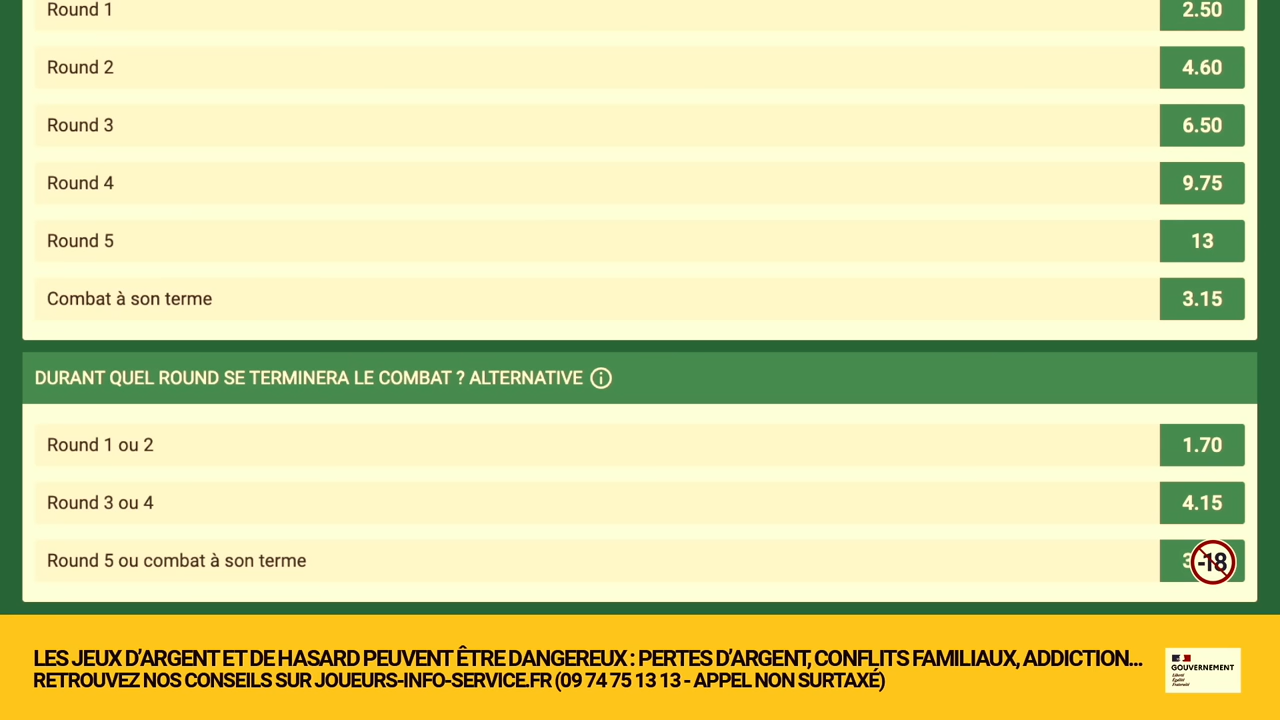 Round 1
2.50
Round 2
4.60
Round 3
6.50
Round 4
9.75
Round 5
13
Combat à son terme
3.15
DURANT QUEL ROUND SE TERMINERA LE COMBAT ? ALTERNATIVE
Round 1 ou 2
1.70
Round 3 ou 4
4.15
Round 5 ou combat à son terme
-18
LES JEUX D'ARGENT ET DE HASARD PEUVENT ÊTRE DANGEREUX : PERTES D'ARGENT, CONFLITS FAMILIAUX, ADDICTION...
RETROUVEZ NOS CONSEILS SUR JOUEURS-INFO-SERVICE.FR (09 74 75 13 13 - APPEL NON SURTAXÉ)
GOUVERNEMENT
Liberté
Égalité
Fraternité